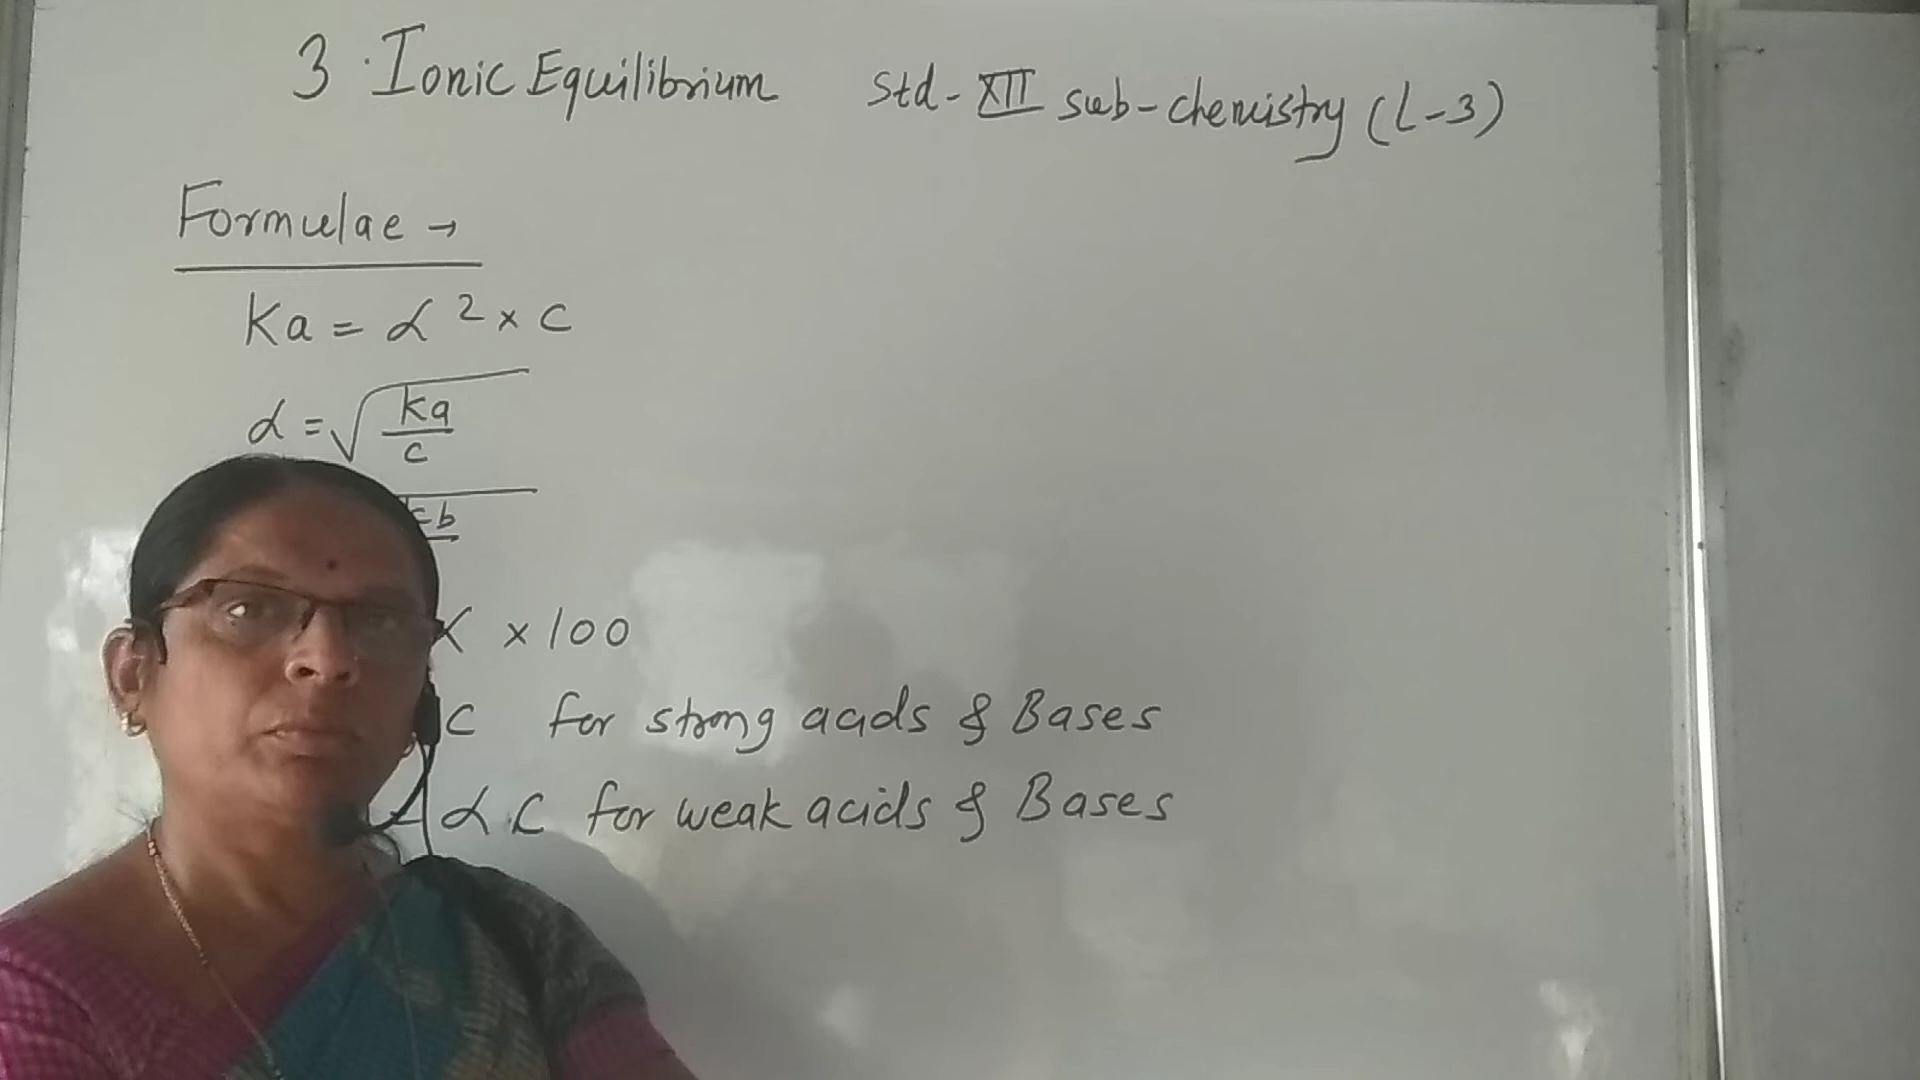 3. Ionic Equilibrium Std- XII sub-chemistry (L-3)
Formulae →
Ka = α² × c
α = √ka/c
b
× 100
c for strong acids & Bases
α c for weak acids & Bases